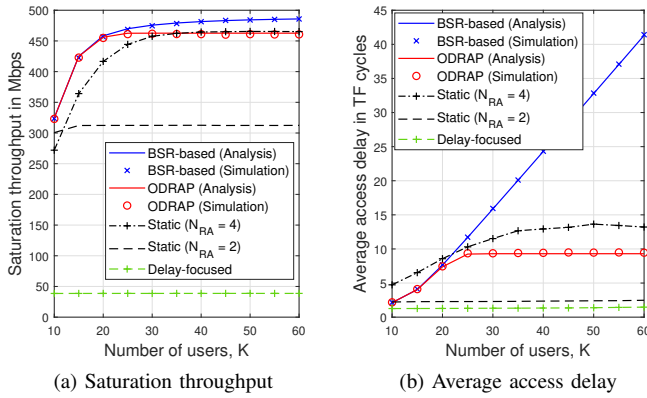 Saturation throughput in Mbps
500
450
400
350
300
250
200
150
100
50
0
BSR-based (Analysis)
BSR-based (Simulation)
ODRAP (Analysis)
ODRAP (Simulation)
Static (N_RA = 4)
Static (N_RA = 2)
Delay-focused
10 20 30 40 50 60
Number of users, K
(a) Saturation throughput
Average access delay in TF cycles
45
40
35
30
25
20
15
10
5
0
BSR-based (Analysis)
BSR-based (Simulation)
ODRAP (Analysis)
ODRAP (Simulation)
Static (N_RA = 4)
Static (N_RA = 2)
Delay-focused
10 20 30 40 50 60
Number of users, K
(b) Average access delay